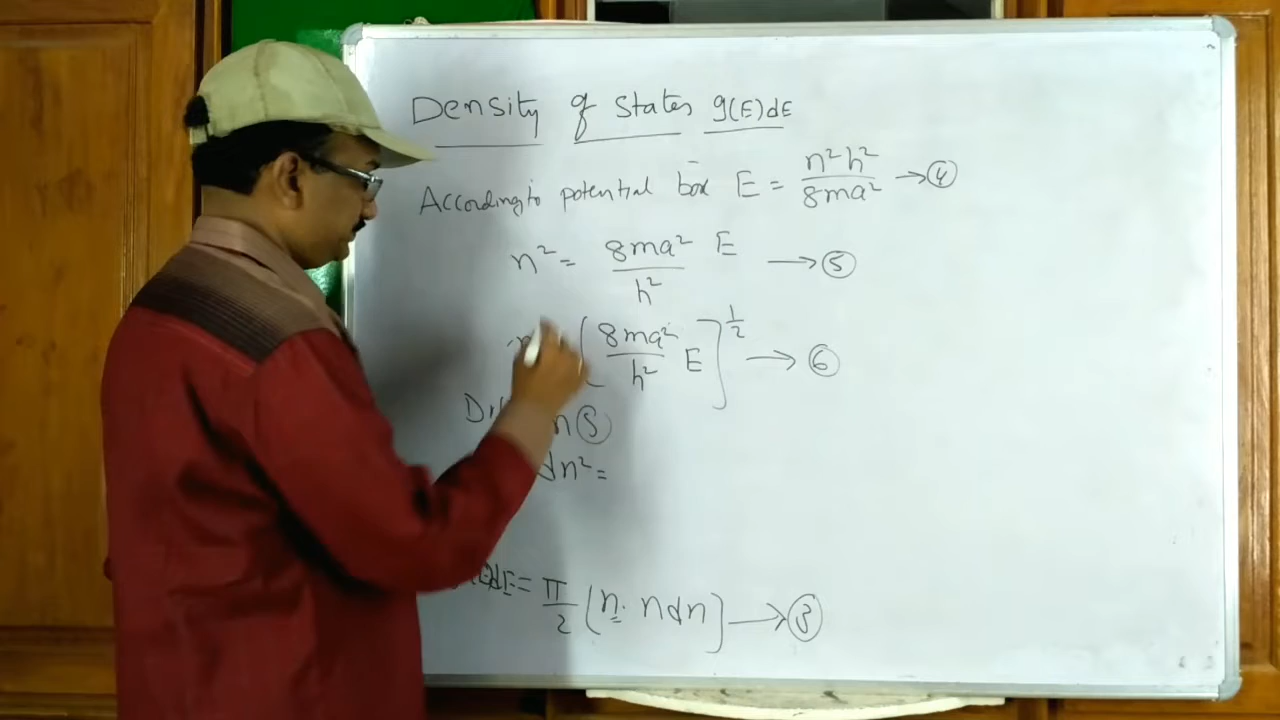 Density of states g(E)dE
According to potential box E = n²h²/8ma² → ④
n² = 8ma²/h² E → ⑤
[8ma²/h² E]^1/2 → ⑥
n ⑤
dn² =
dE = π/2 [n. ndn] → ③